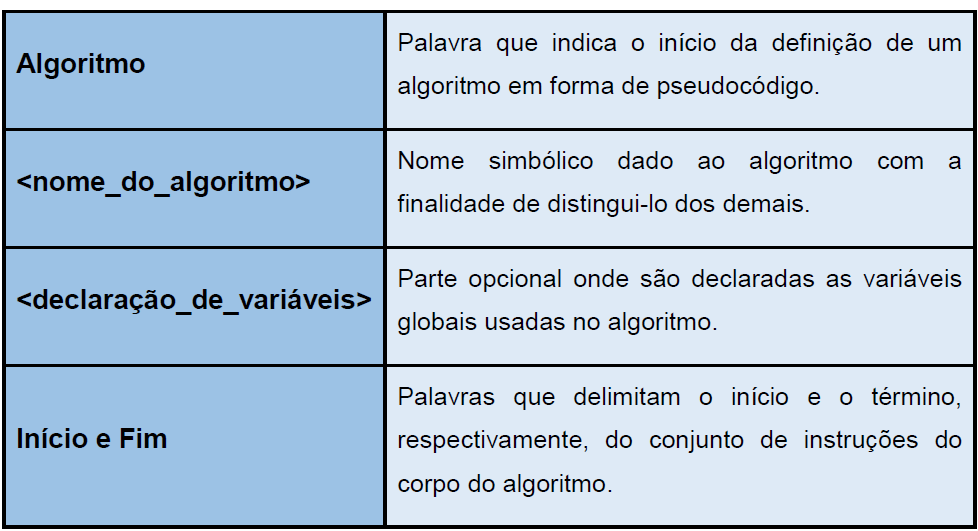 Algoritmo
Palavra que indica o início da definição de um
algoritmo em forma de pseudocódigo.
<nome_do_algoritmo>
Nome simbólico dado ao algoritmo com a
finalidade de distingui-lo dos demais.
<declaração_de_variáveis>
Parte opcional onde são declaradas as variáveis
globais usadas no algoritmo.
Início e Fim
Palavras que delimitam o início e o término,
respectivamente, do conjunto de instruções do
corpo do algoritmo.